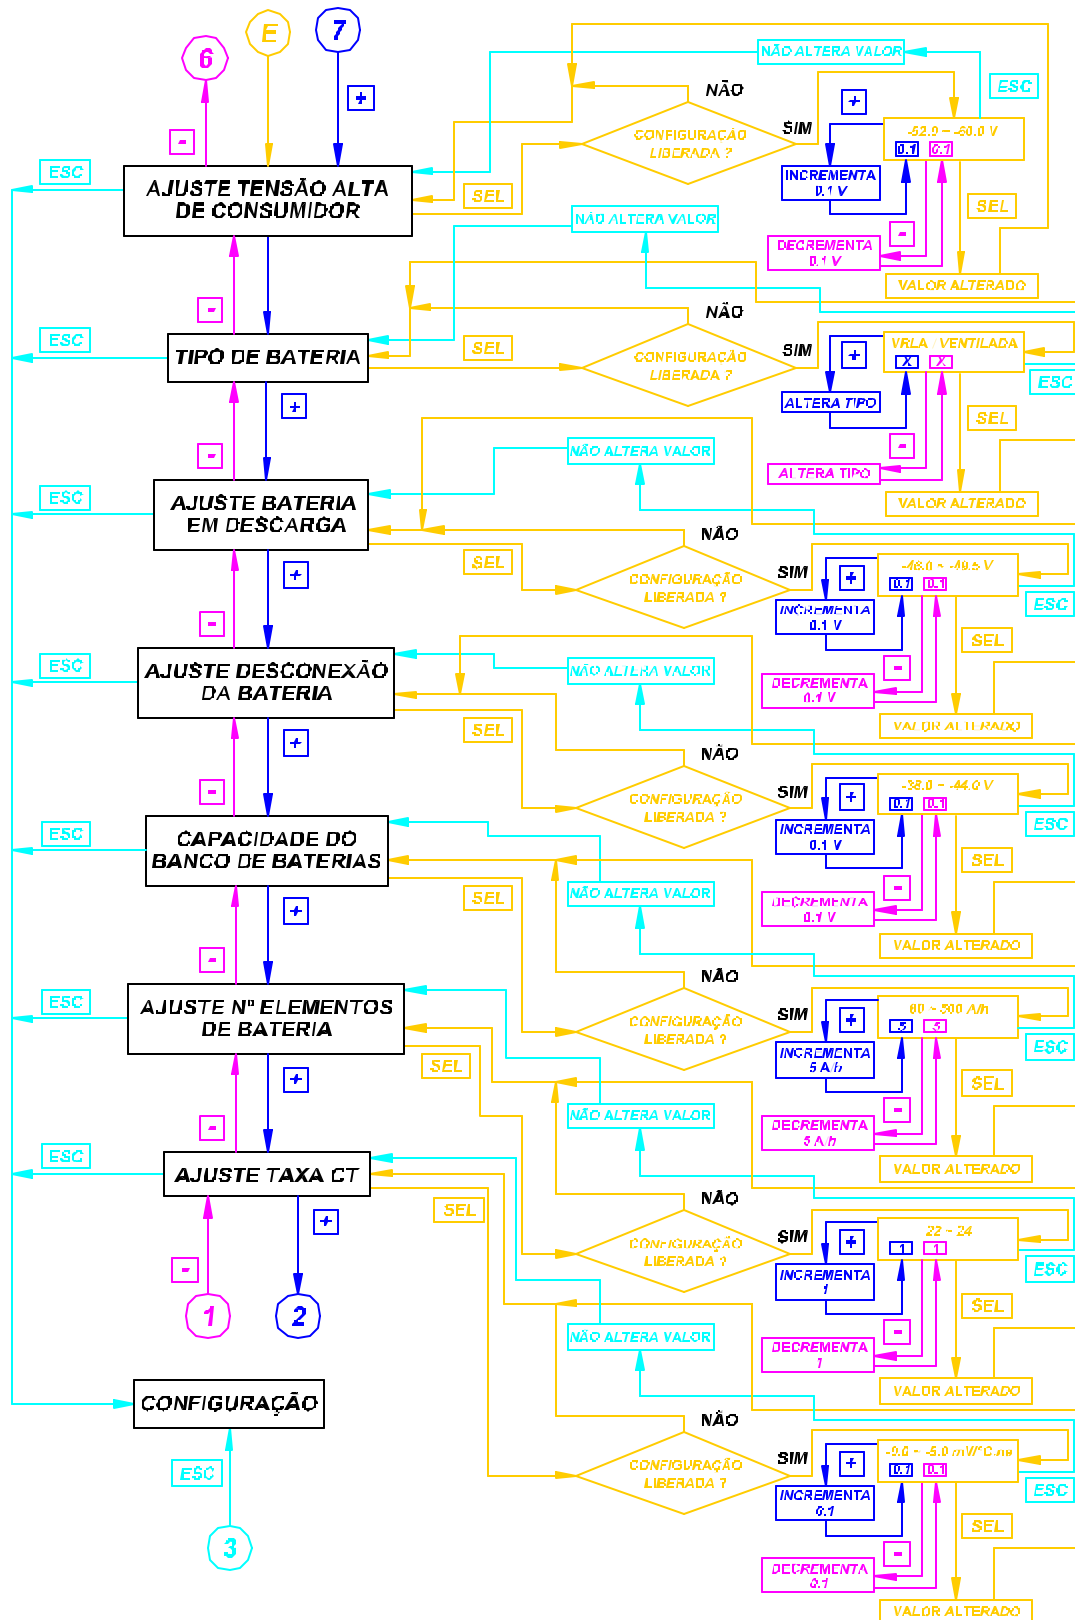 6
E
7
+
-
ESC
AJUSTE TENSÃO ALTA
DE CONSUMIDOR
SEL
CONFIGURAÇÃO
LIBERADA ?
NÃO
SIM
NÃO ALTERA VALOR
ESC
+
-52.9 ~ -60.0 V
0.1
0.1
INCREMENTA
0.1 V
-
DECREMENTA
0.1 V
SEL
VALOR ALTERADO
-
ESC
TIPO DE BATERIA
SEL
NÃO ALTERA VALOR
CONFIGURAÇÃO
LIBERADA ?
NÃO
SIM
+
VRLA / VENTILADA
X
X
ESC
ALTERA TIPO
-
ALTERA TIPO
SEL
VALOR ALTERADO
+
-
ESC
AJUSTE BATERIA
EM DESCARGA
SEL
NÃO ALTERA VALOR
CONFIGURAÇÃO
LIBERADA ?
NÃO
SIM
+
-48.0 ~ -49.5 V
0.1
0.1
ESC
INCREMENTA
0.1 V
-
DECREMENTA
0.1 V
SEL
VALOR ALTERADO
+
-
ESC
AJUSTE DESCONEXÃO
DA BATERIA
SEL
NÃO ALTERA VALOR
CONFIGURAÇÃO
LIBERADA ?
NÃO
SIM
+
-38.0 ~ -44.0 V
0.1
0.1
ESC
INCREMENTA
0.1 V
-
DECREMENTA
0.1 V
SEL
VALOR ALTERADO
+
-
ESC
CAPACIDADE DO
BANCO DE BATERIAS
SEL
NÃO ALTERA VALOR
CONFIGURAÇÃO
LIBERADA ?
NÃO
SIM
+
60 ~ 500 A/h
5
5
ESC
INCREMENTA
5 A/h
-
DECREMENTA
5 A/h
SEL
VALOR ALTERADO
+
-
ESC
AJUSTE Nº ELEMENTOS
DE BATERIA
SEL
NÃO ALTERA VALOR
CONFIGURAÇÃO
LIBERADA ?
NÃO
SIM
+
22 ~ 24
1
1
ESC
INCREMENTA
1
-
DECREMENTA
1
SEL
VALOR ALTERADO
+
-
ESC
AJUSTE TAXA CT
SEL
NÃO ALTERA VALOR
CONFIGURAÇÃO
LIBERADA ?
NÃO
SIM
+
0.1
0.1
ESC
INCREMENTA
0.1
-
DECREMENTA
0.1
SEL
VALOR ALTERADO
+
-
1
2
CONFIGURAÇÃO
ESC
3